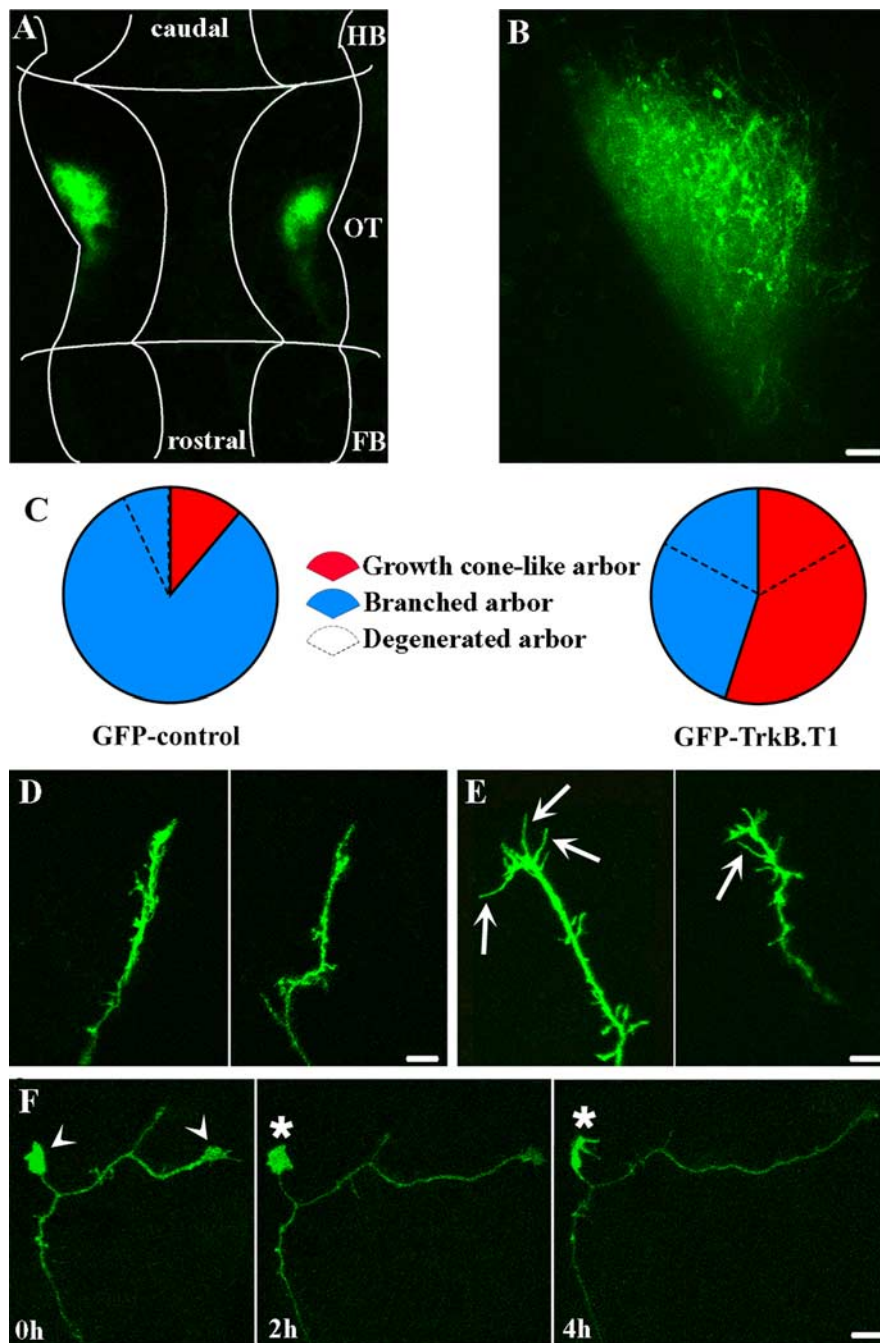 A
caudal
HB
OT
rostral
FB
B
C
Growth cone-like arbor
Branched arbor
Degenerated arbor
GFP-control
GFP-TrkB.T1
D
E
F
*
*
0h
2h
4h